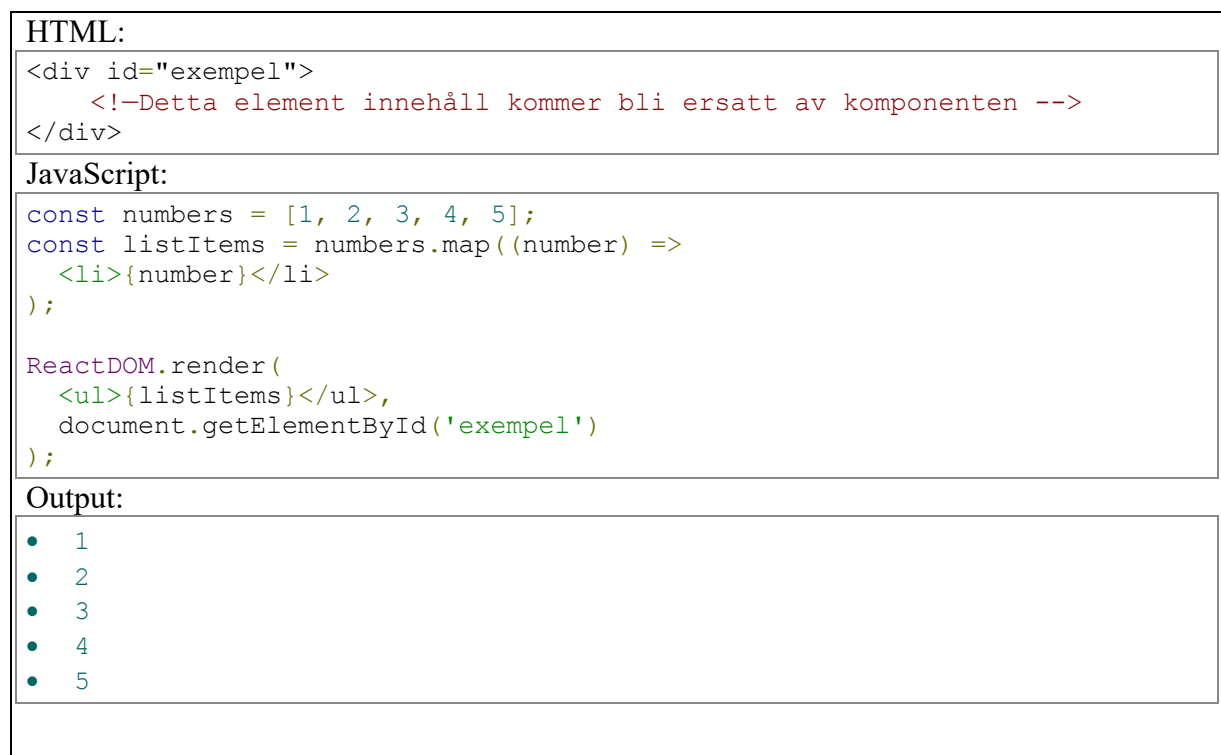 HTML:
<div id="exempel">
    <!—Detta element innehåll kommer bli ersatt av komponenten -->
</div>
JavaScript:
const numbers = [1, 2, 3, 4, 5];
const listItems = numbers.map((number) =>
  <li>{number}</li>
);

ReactDOM.render(
  <ul>{listItems}</ul>,
  document.getElementById('exempel')
);
Output:
• 1
• 2
• 3
• 4
• 5